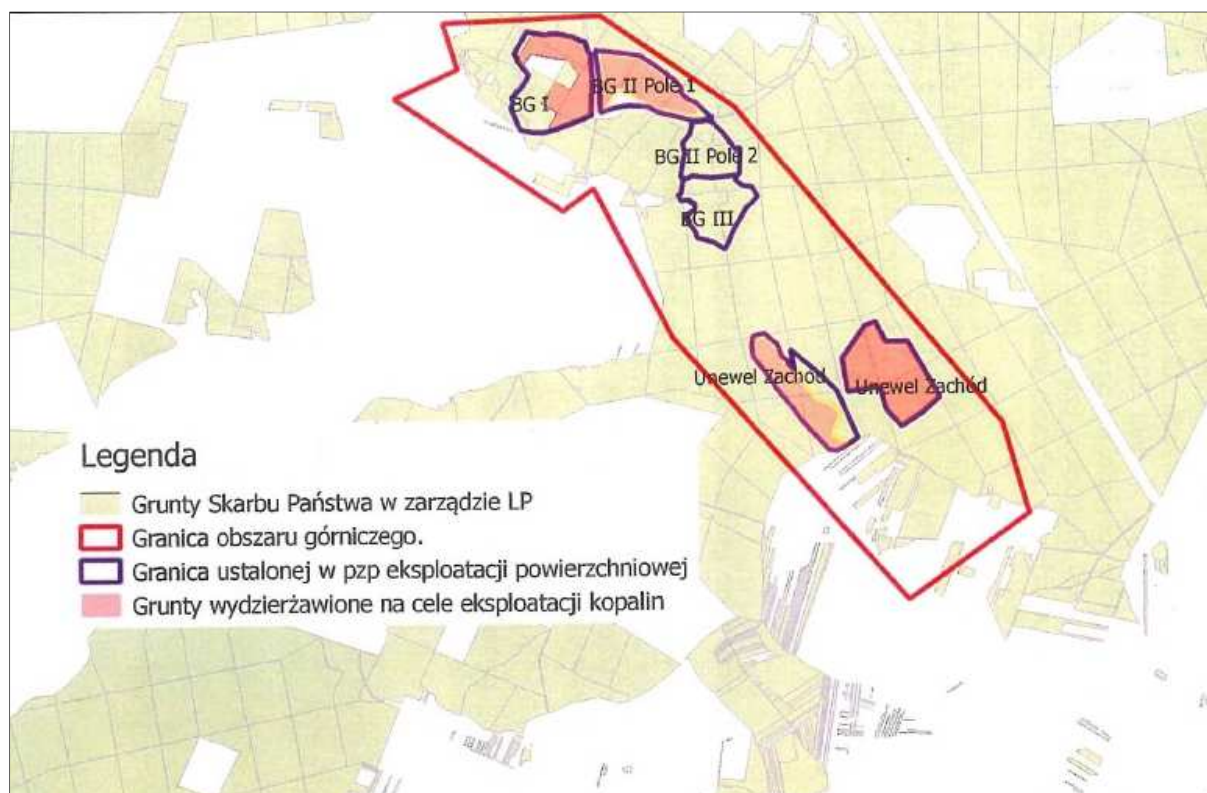 BG I
BG II Pole 1
BG II Pole 2
BG III
Unewel Zachód
Unewel Zachód
Legenda
Grunty Skarbu Państwa w zarządzie LP
Granica obszaru górniczego.
Granica ustalonej w pzp eksploatacji powierzchniowej
Grunty wydzierżawione na cele eksploatacji kopalin